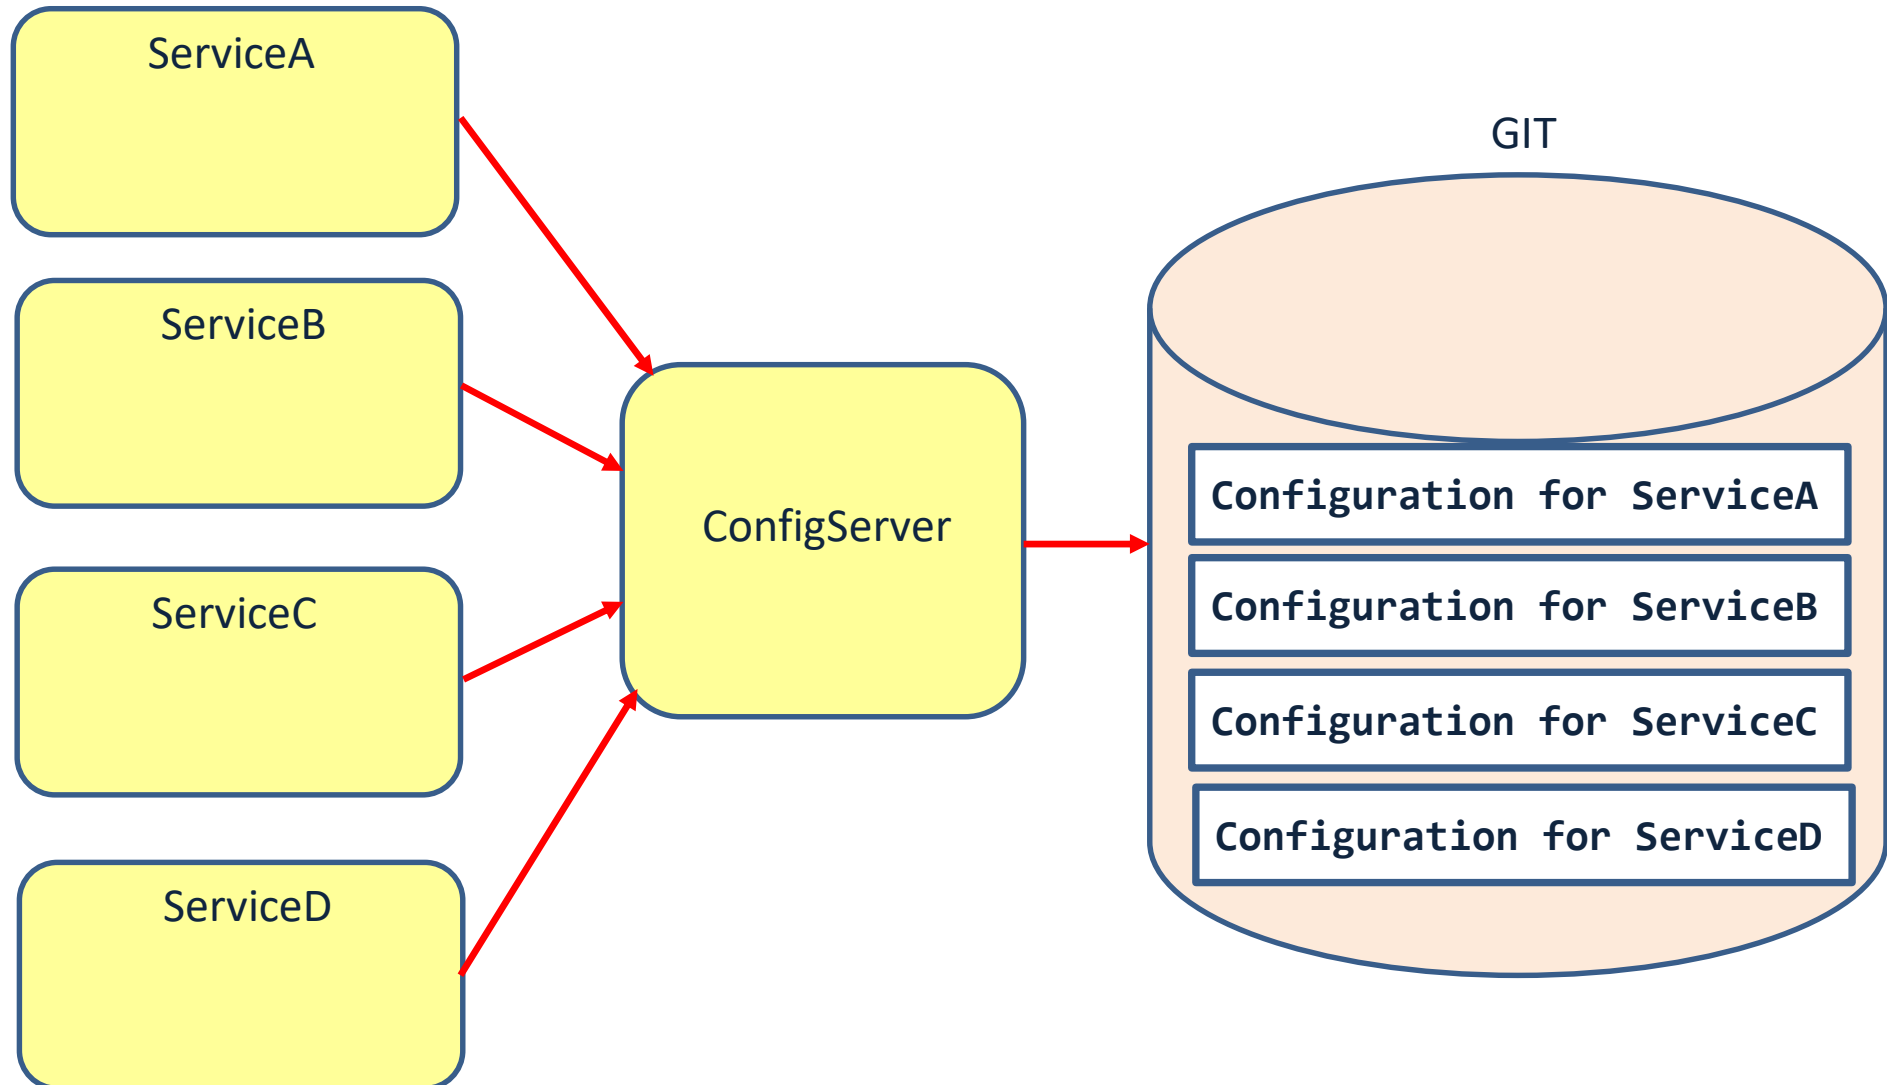 ServiceA
ServiceB
ServiceC
ServiceD
ConfigServer
GIT
Configuration for ServiceA
Configuration for ServiceB
Configuration for ServiceC
Configuration for ServiceD